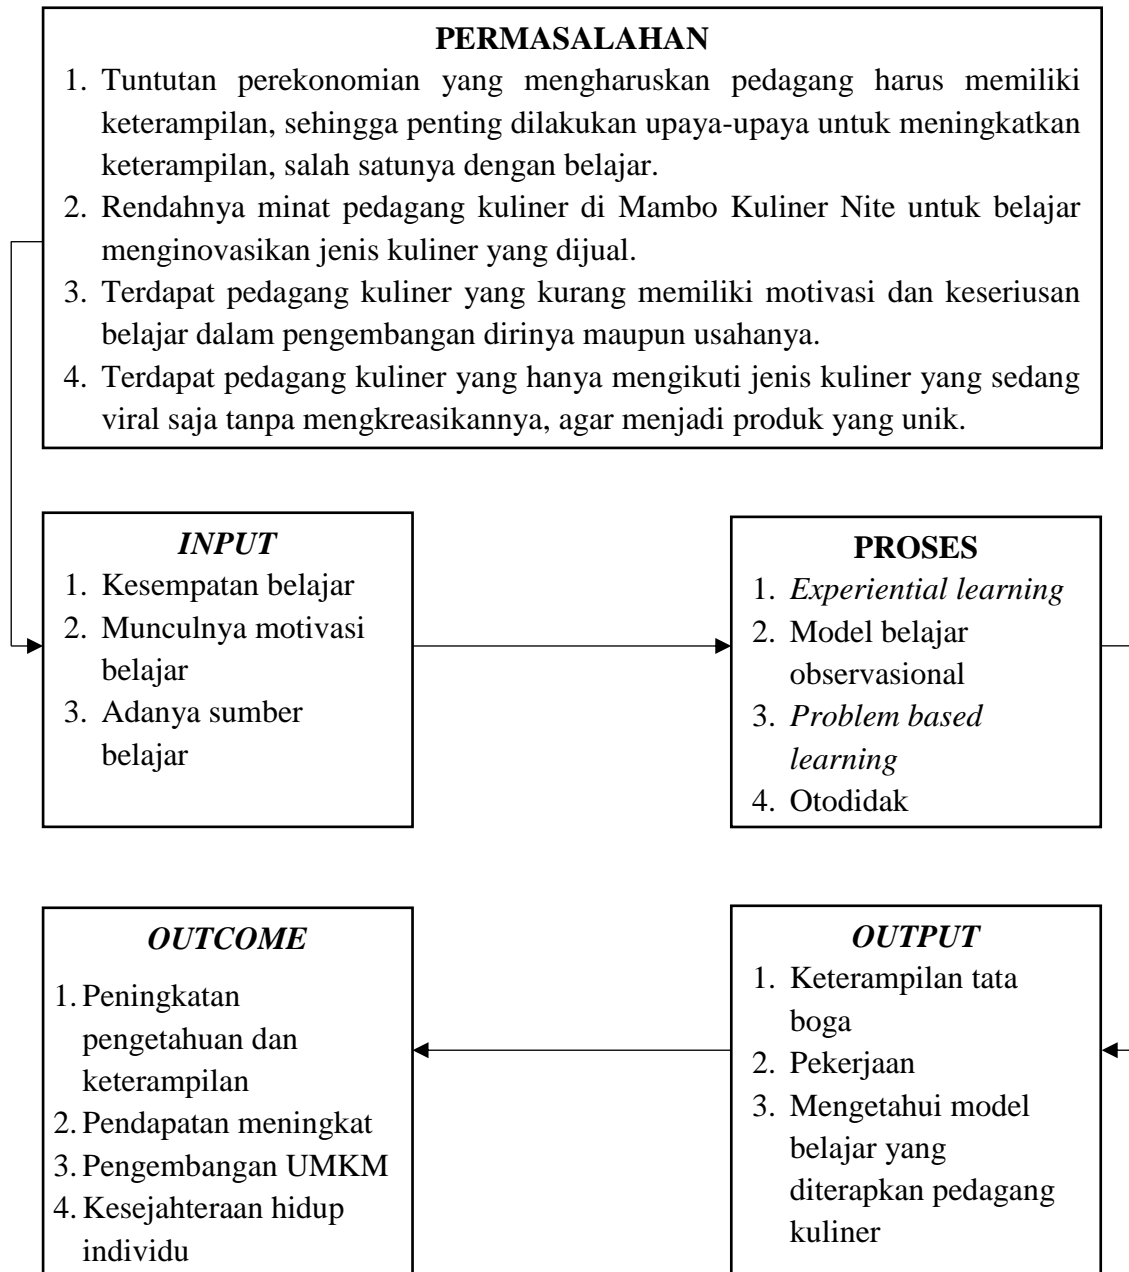 PERMASALAHAN
1. Tuntutan perekonomian yang mengharuskan pedagang harus memiliki
keterampilan, sehingga penting dilakukan upaya-upaya untuk meningkatkan
keterampilan, salah satunya dengan belajar.
2. Rendahnya minat pedagang kuliner di Mambo Kuliner Nite untuk belajar
menginovasikan jenis kuliner yang dijual.
3. Terdapat pedagang kuliner yang kurang memiliki motivasi dan keseriusan
belajar dalam pengembangan dirinya maupun usahanya.
4. Terdapat pedagang kuliner yang hanya mengikuti jenis kuliner yang sedang
viral saja tanpa mengkreasikannya, agar menjadi produk yang unik.
INPUT
1. Kesempatan belajar
2. Munculnya motivasi
belajar
3. Adanya sumber
belajar
PROSES
1. Experiential learning
2. Model belajar
observasional
3. Problem based
learning
4. Otodidak
OUTCOME
1. Peningkatan
pengetahuan dan
keterampilan
2. Pendapatan meningkat
3. Pengembangan UMKM
4. Kesejahteraan hidup
individu
OUTPUT
1. Keterampilan tata
boga
2. Pekerjaan
3. Mengetahui model
belajar yang
diterapkan pedagang
kuliner